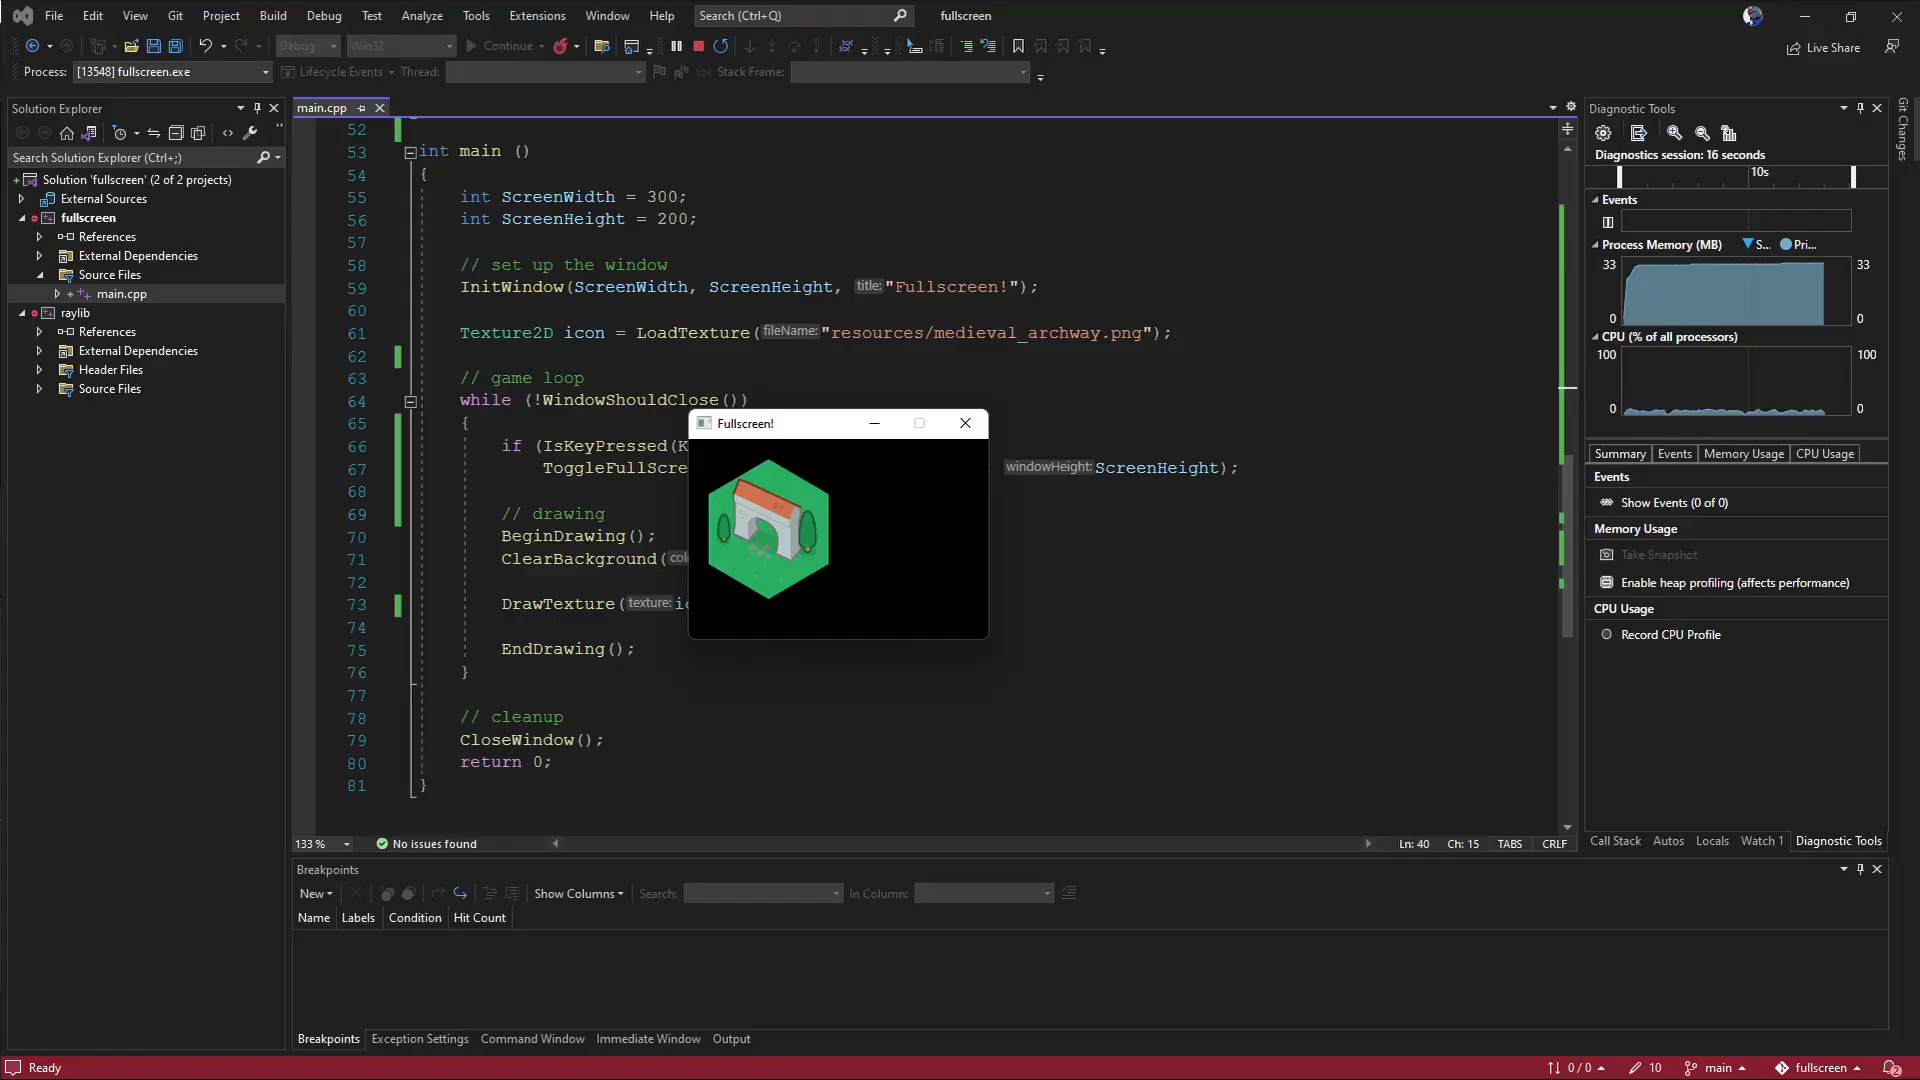 File Edit View Git Project Build Debug Test Analyze Tools Extensions Window Help Search (Ctrl+Q) fullscreen
Debug Win32 Continue Live Share
Process: [13548] fullscreen.exe Lifecycle Events Thread: Stack Frame:
Solution Explorer
Search Solution Explorer (Ctrl+;)
Solution 'fullscreen' (2 of 2 projects)
External Sources
fullscreen
References
External Dependencies
Source Files
main.cpp
raylib
References
External Dependencies
Header Files
Source Files
main.cpp
52
53 int main ()
54 {
55 int ScreenWidth = 300;
56 int ScreenHeight = 200;
57
58 // set up the window
59 InitWindow(ScreenWidth, ScreenHeight, title: "Fullscreen!");
60
61 Texture2D icon = LoadTexture(fileName: "resources/medieval_archway.png");
62
63 // game loop
64 while (!WindowShouldClose())
65 {
66 if (IsKeyPressed(K
67 ToggleFullScre windowHeight: ScreenHeight);
68
69 // drawing
70 BeginDrawing();
71 ClearBackground(
72
73 DrawTexture(texture: ic
74
75 EndDrawing();
76 }
77
78 // cleanup
79 CloseWindow();
80 return 0;
81 }
Fullscreen!
133 % No issues found Ln: 40 Ch: 15 TABS CRLF
Breakpoints
New Show Columns Search: In Column:
Name Labels Condition Hit Count
Breakpoints Exception Settings Command Window Immediate Window Output
Diagnostic Tools
Diagnostics session: 16 seconds
10s
Events
Process Memory (MB) S... Pri...
33 33
0 0
CPU (% of all processors)
100 100
0 0
Summary Events Memory Usage CPU Usage
Events
Show Events (0 of 0)
Memory Usage
Take Snapshot
Enable heap profiling (affects performance)
CPU Usage
Record CPU Profile
Call Stack Autos Locals Watch 1 Diagnostic Tools
Git Changes
Ready 0 / 0 10 main fullscreen 2